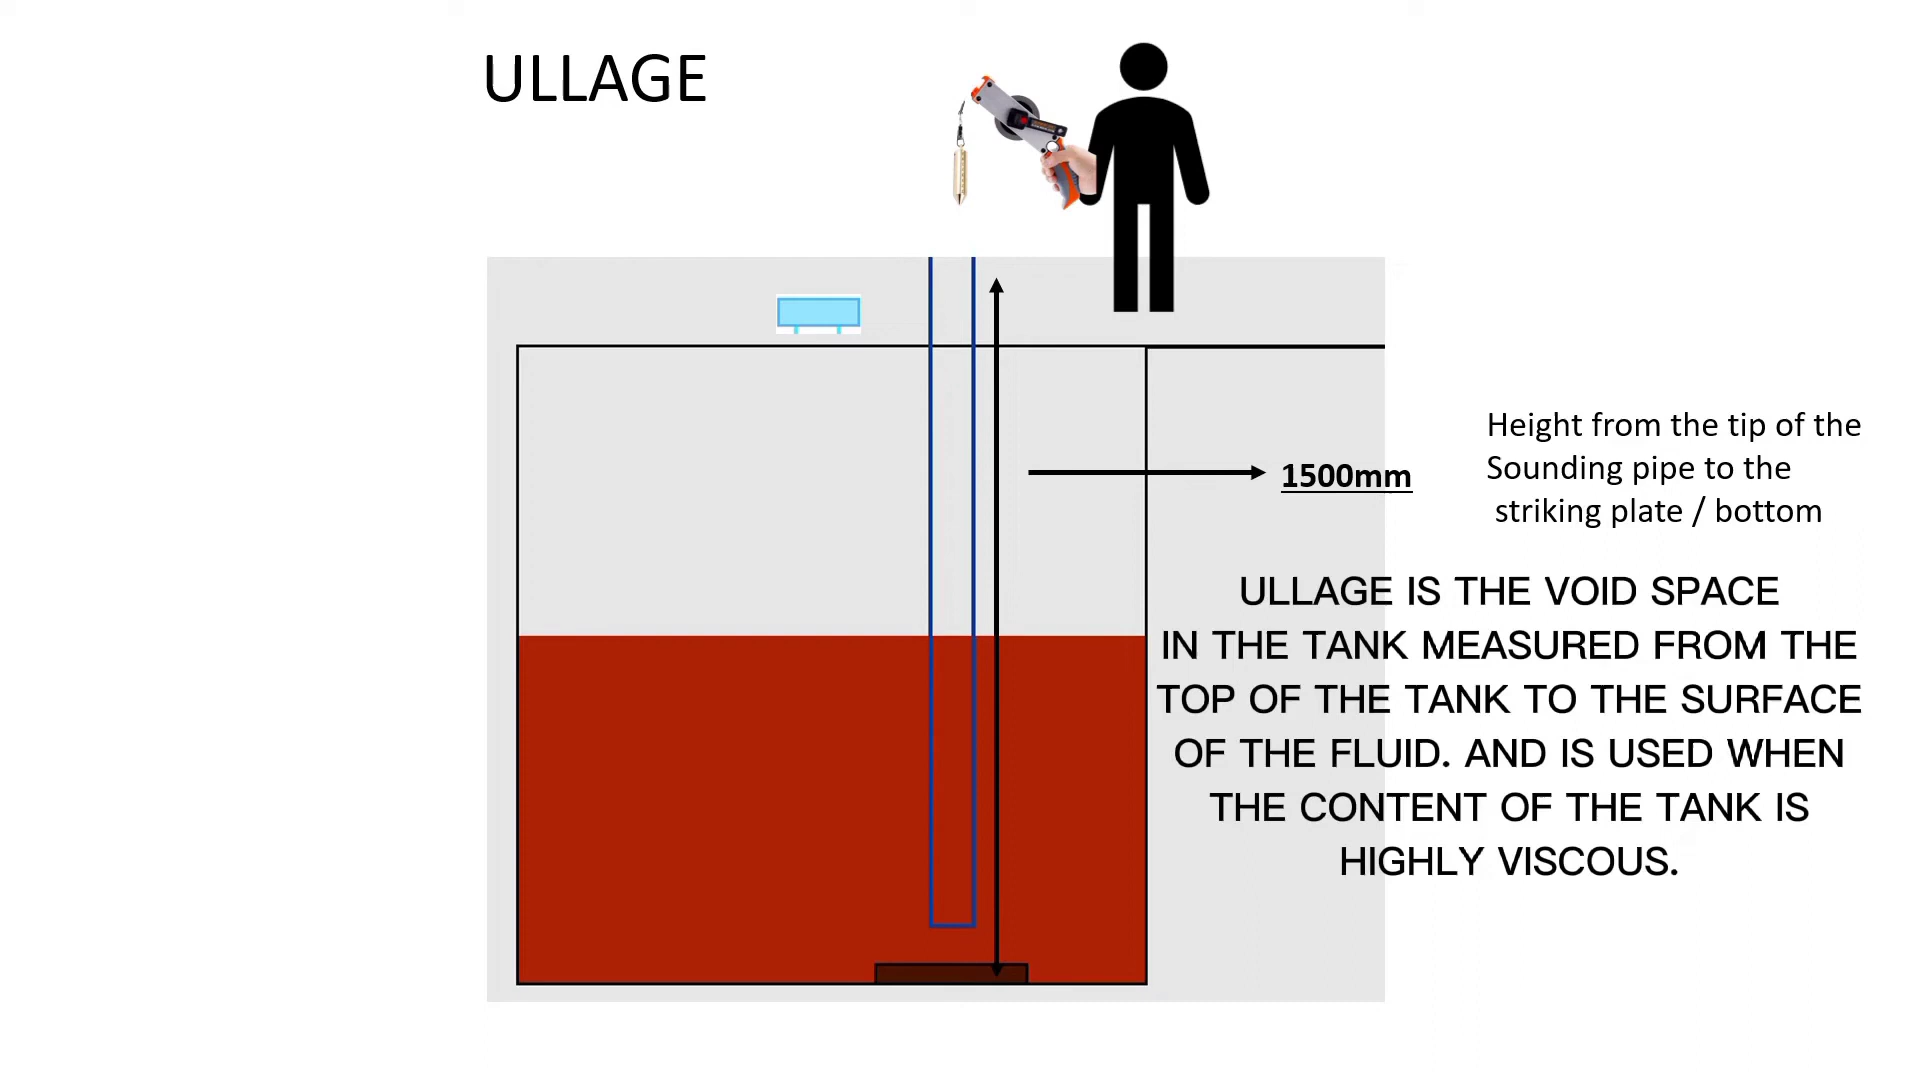 ULLAGE
1500mm
Height from the tip of the
Sounding pipe to the
striking plate / bottom
ULLAGE IS THE VOID SPACE
IN THE TANK MEASURED FROM THE
TOP OF THE TANK TO THE SURFACE
OF THE FLUID. AND IS USED WHEN
THE CONTENT OF THE TANK IS
HIGHLY VISCOUS.